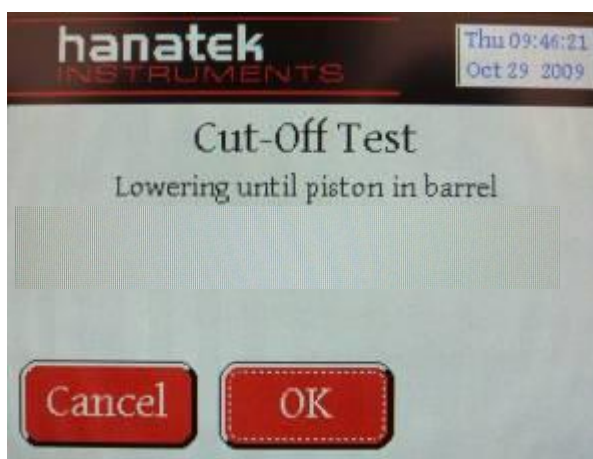 hanatek
INSTRUMENTS
Thu 09:46:21
Oct 29 2009
Cut-Off Test
Lowering until piston in barrel
Cancel
OK